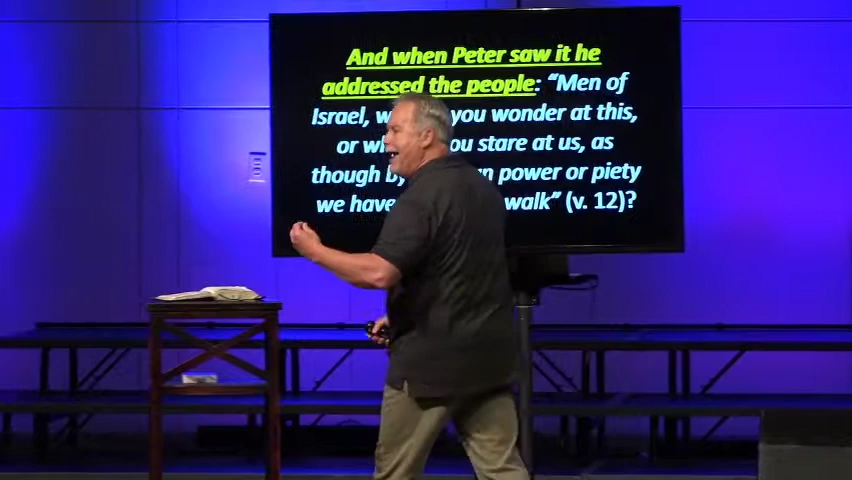 And when Peter saw it he
addressed the people: “Men of
Israel, you wonder at this,
or stare at us, as
though power or piety
we have walk” (v. 12)?